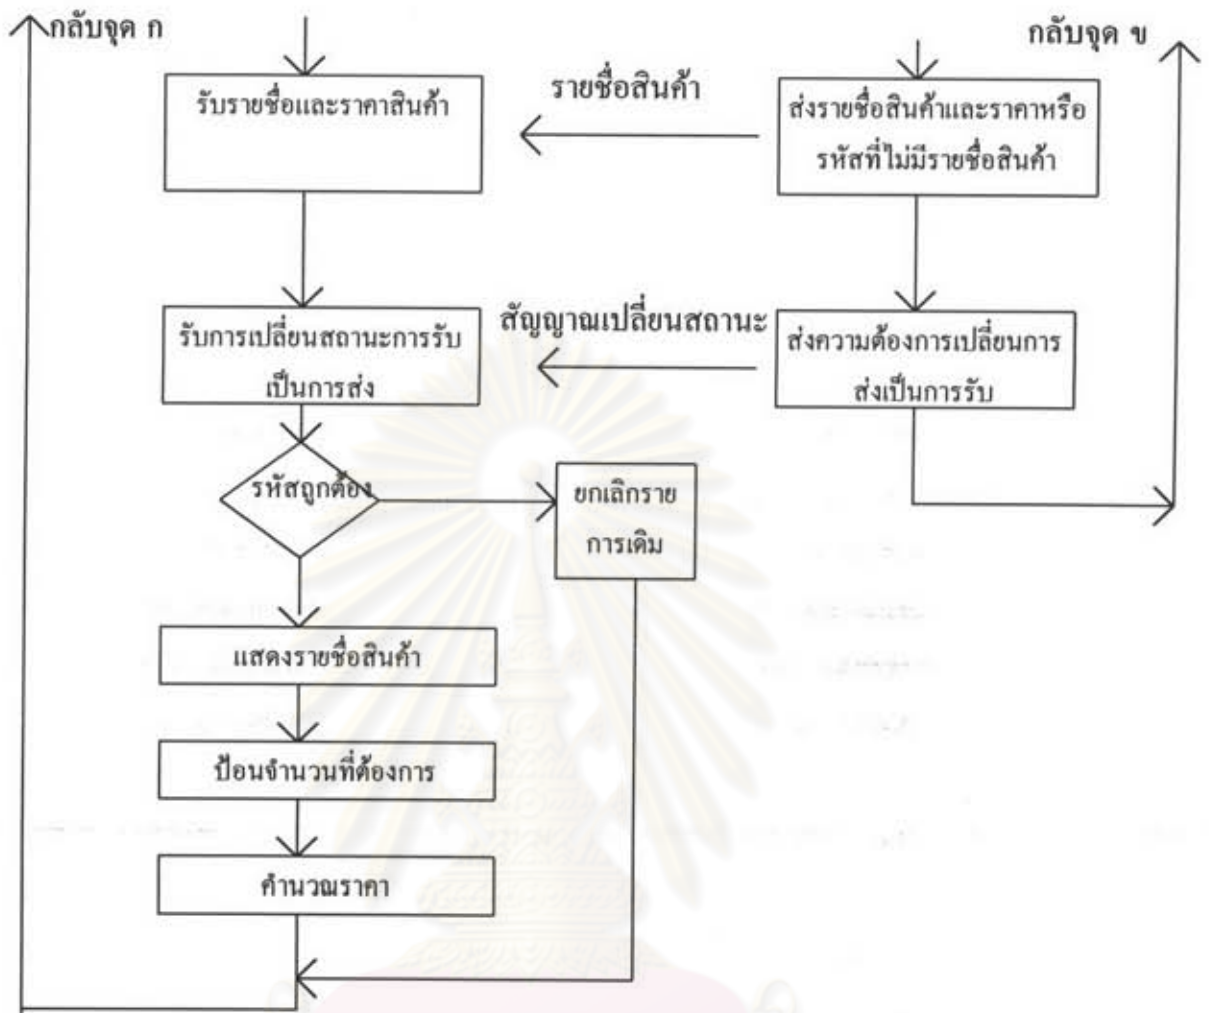 กลับจุด ก
กลับจุด ข
รับรายชื่อและราคาสินค้า
รายชื่อสินค้า
ส่งรายชื่อสินค้าและราคาหรือ
รหัสที่ไม่มีรายชื่อสินค้า
รับการเปลี่ยนสถานะการรับ
เป็นการส่ง
สัญญาณเปลี่ยนสถานะ
ส่งความต้องการเปลี่ยนการ
ส่งเป็นการรับ
รหัสถูกต้อง
ยกเลิกราย
การเดิม
แสดงรายชื่อสินค้า
ป้อนจำนวนที่ต้องการ
คำนวณราคา